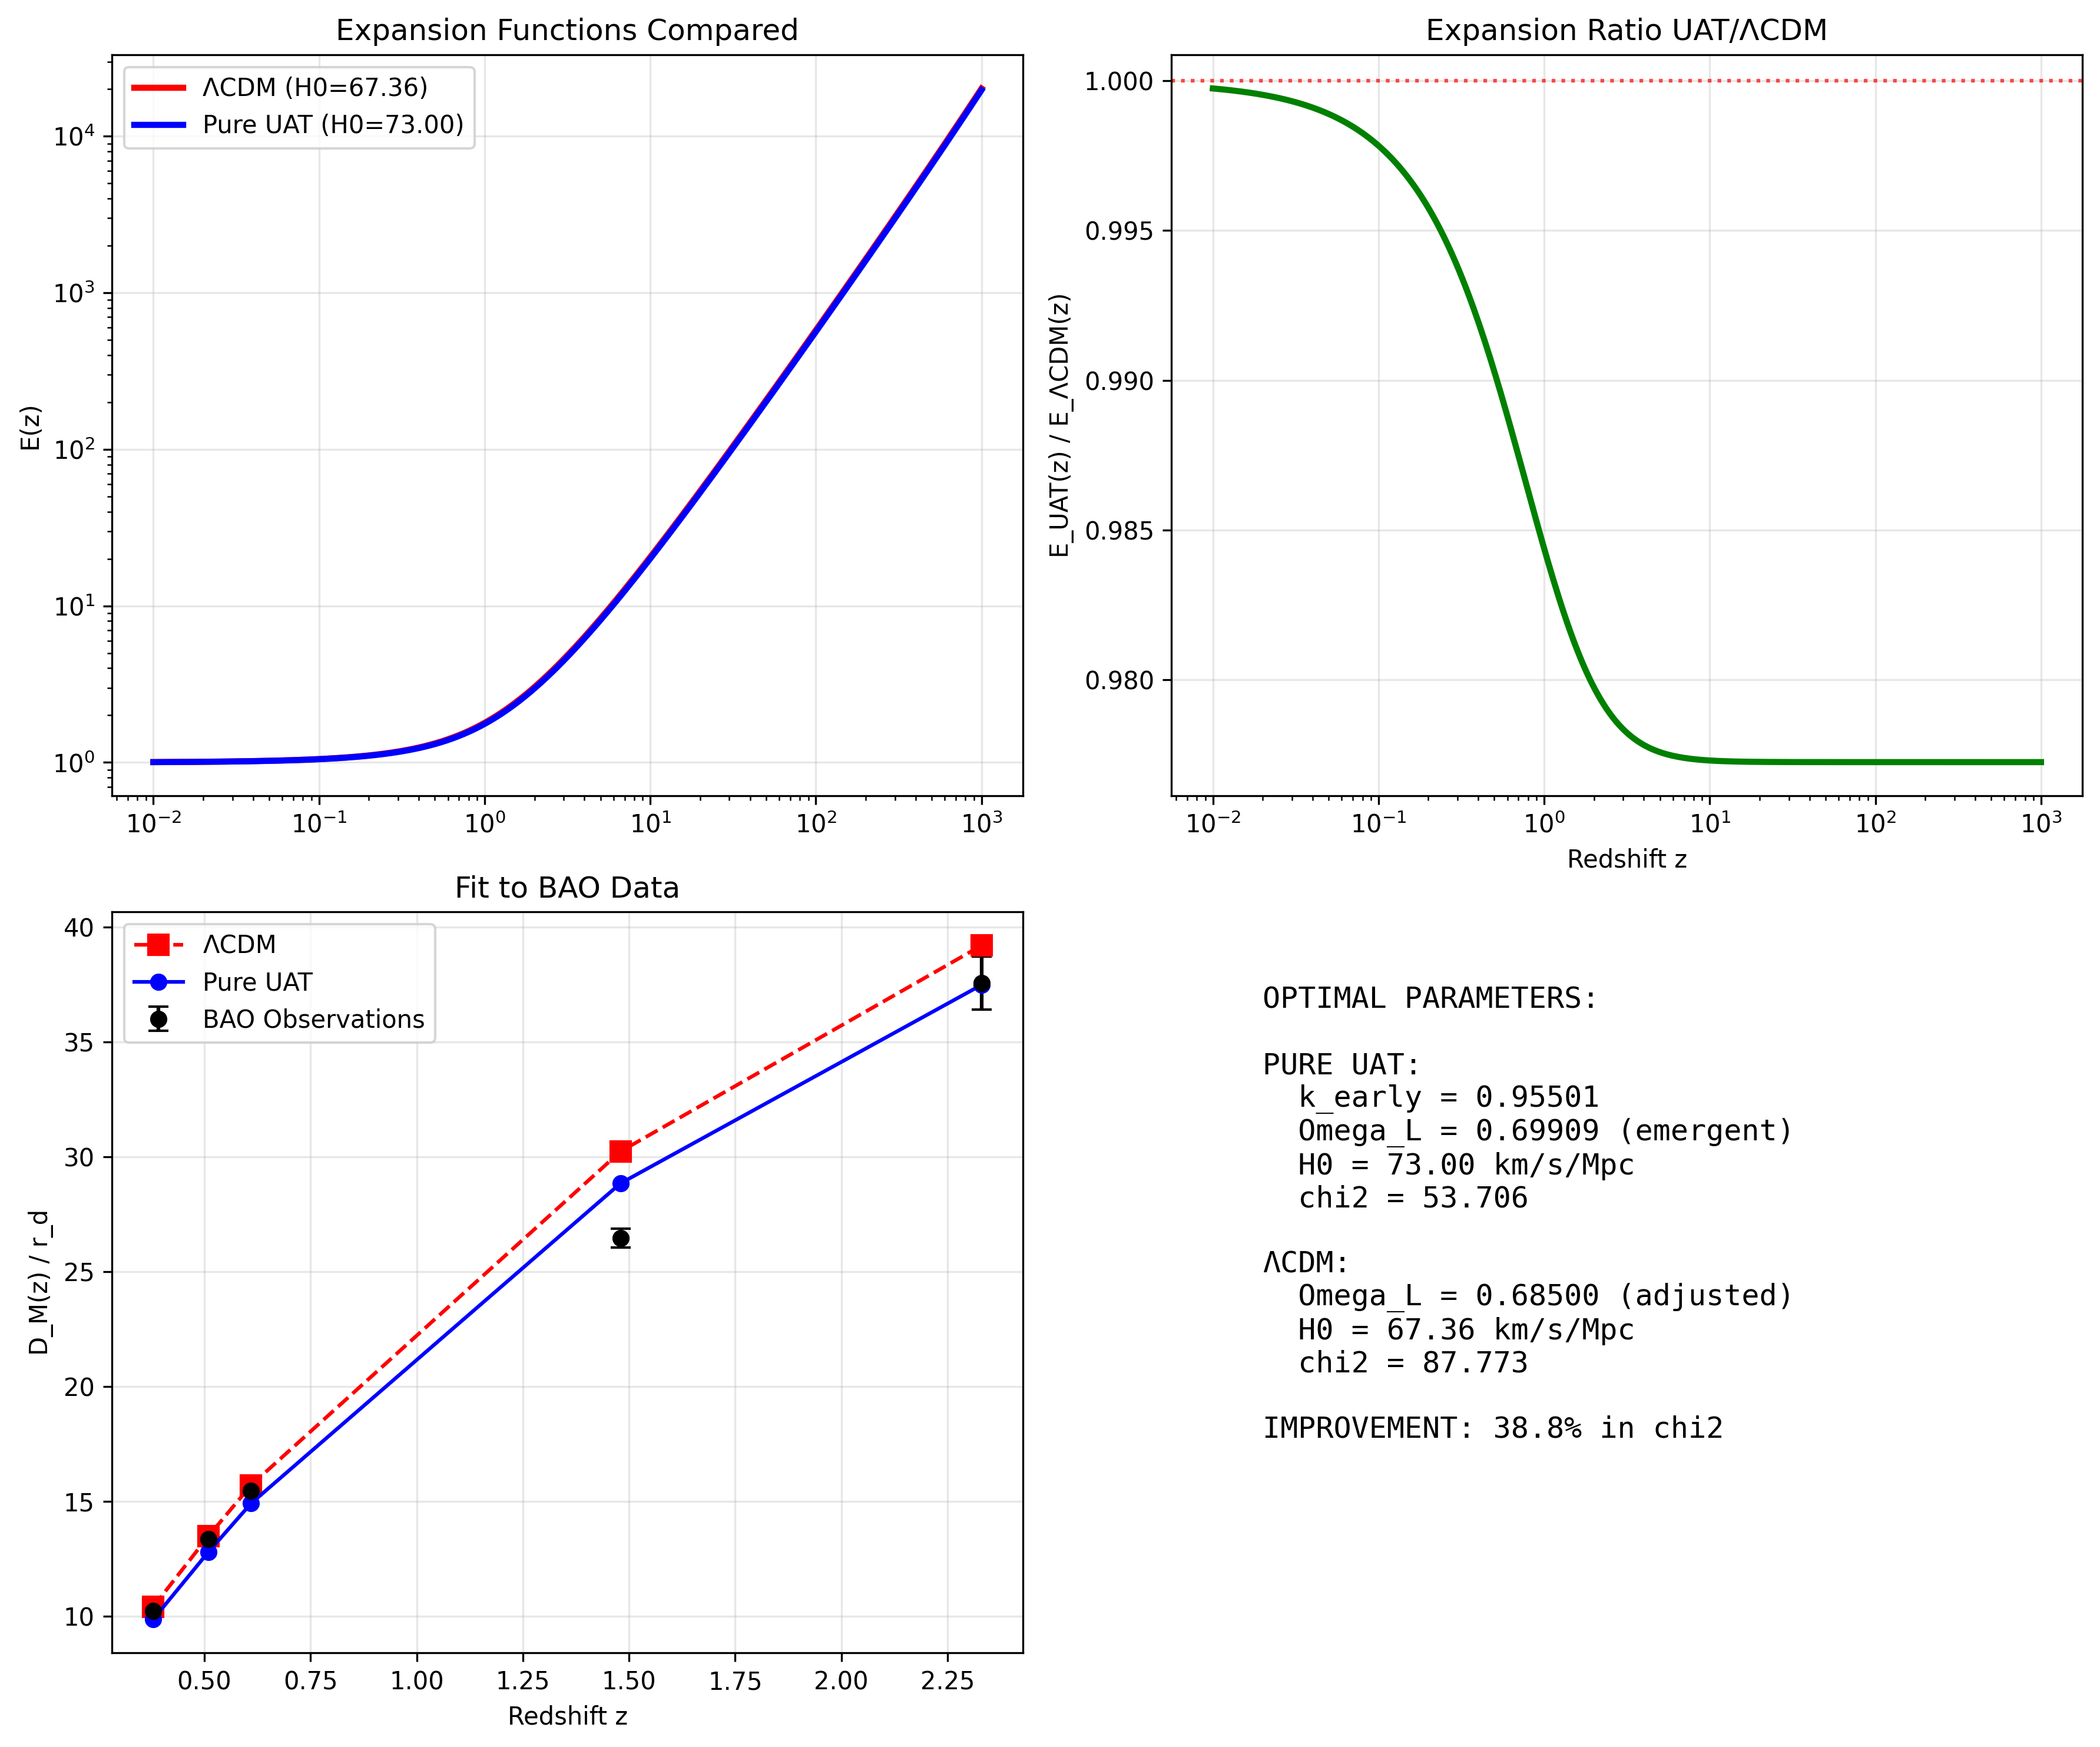 Expansion Functions Compared
ΛCDM (H0=67.36)
Pure UAT (H0=73.00)
E(z)
10⁴
10³
10²
10¹
10⁰
10⁻² 10⁻¹ 10⁰ 10¹ 10² 10³
Expansion Ratio UAT/ΛCDM
E_UAT(z) / E_ΛCDM(z)
1.000
0.995
0.990
0.985
0.980
10⁻² 10⁻¹ 10⁰ 10¹ 10² 10³
Redshift z
Fit to BAO Data
ΛCDM
Pure UAT
BAO Observations
D_M(z) / r_d
40
35
30
25
20
15
10
0.50 0.75 1.00 1.25 1.50 1.75 2.00 2.25
Redshift z
OPTIMAL PARAMETERS:
PURE UAT:
k_early = 0.95501
Omega_L = 0.69909 (emergent)
H0 = 73.00 km/s/Mpc
chi2 = 53.706
ΛCDM:
Omega_L = 0.68500 (adjusted)
H0 = 67.36 km/s/Mpc
chi2 = 87.773
IMPROVEMENT: 38.8% in chi2